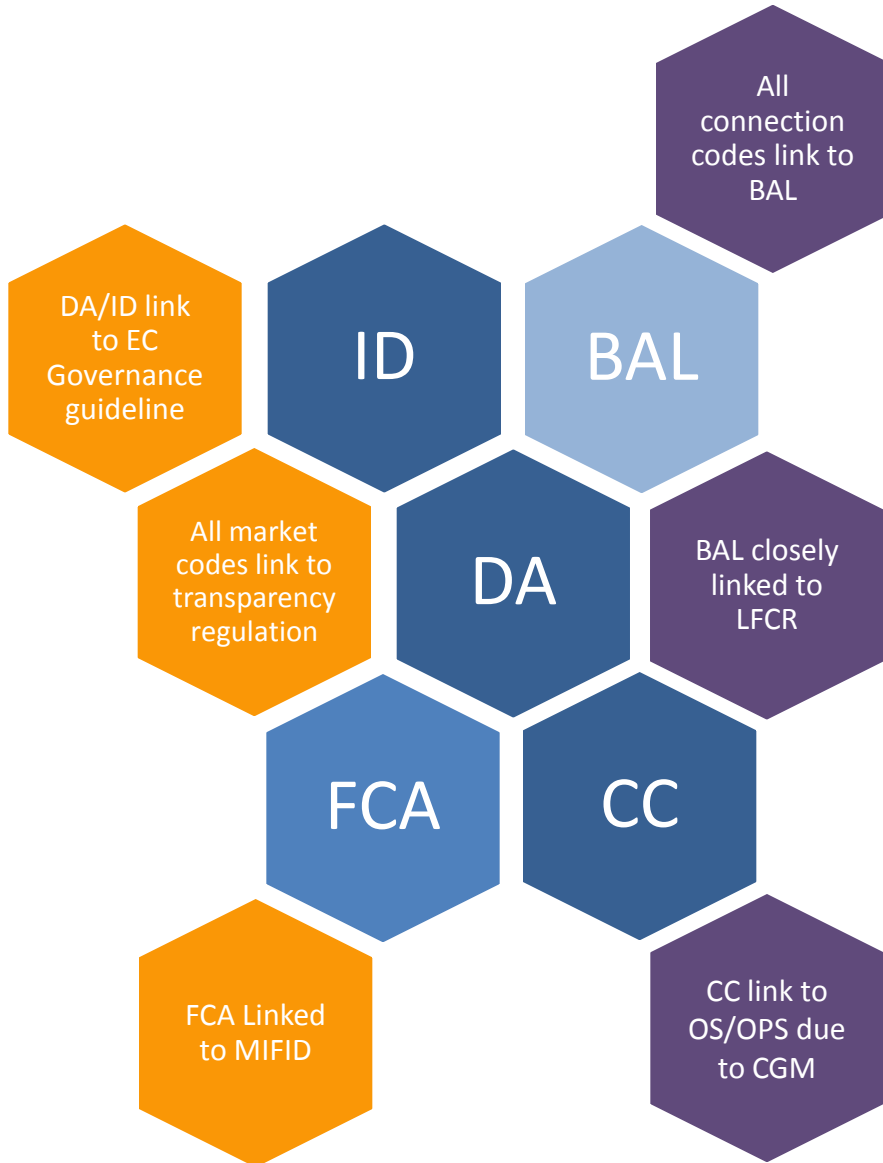 All
connection
codes link to
BAL
DA/ID link
to EC
Governance
guideline
ID
BAL
All market
codes link to
transparency
regulation
DA
BAL closely
linked to
LFCR
FCA
CC
FCA Linked
to MIFID
CC link to
OS/OPS due
to CGM